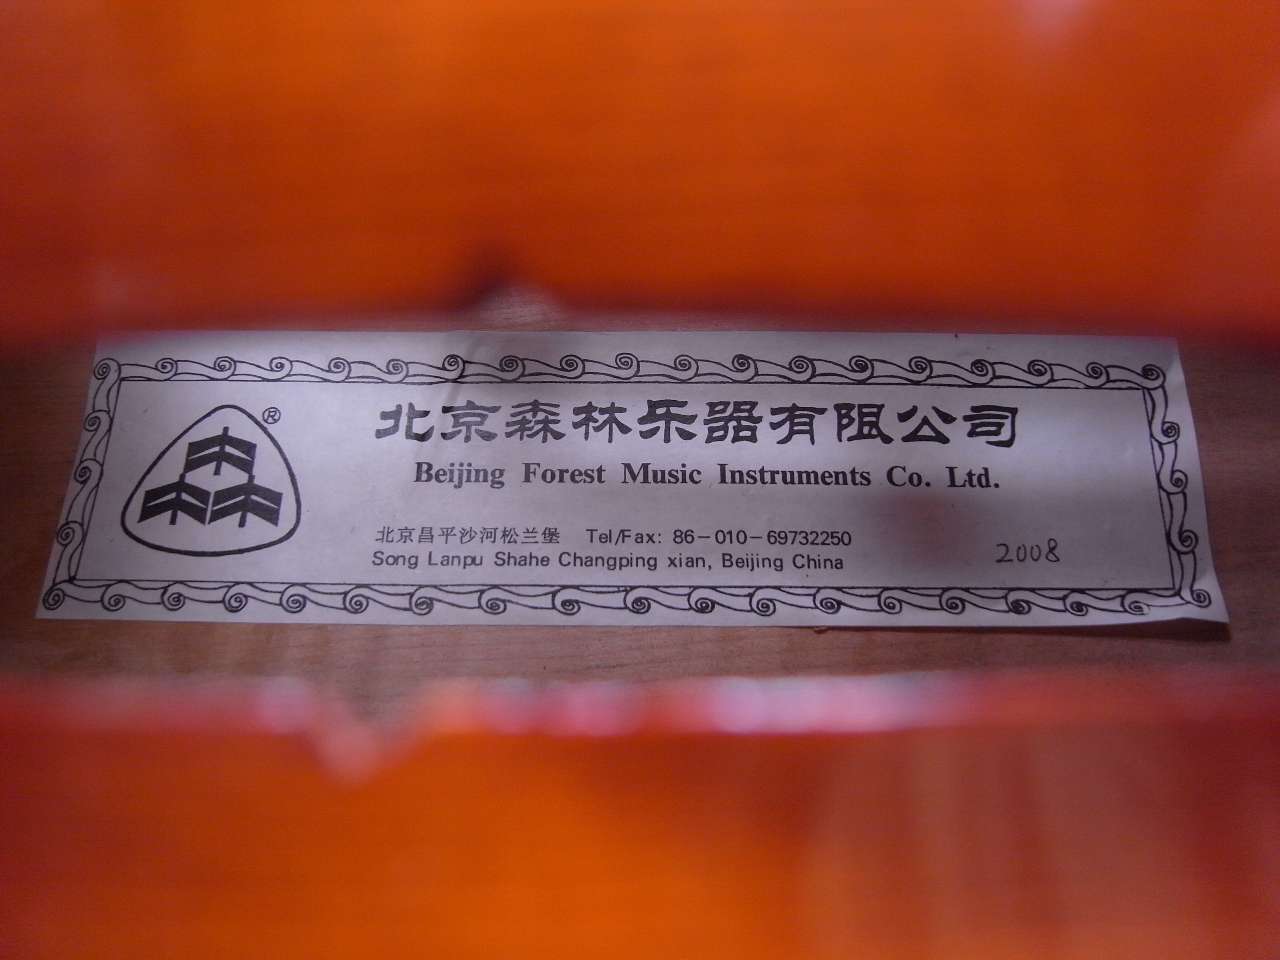 ®
北京森林乐器有限公司
Beijing Forest Music Instruments Co. Ltd.
北京昌平沙河松兰堡 Tel/Fax: 86-010-69732250
Song Lanpu Shahe Changping xian, Beijing China
2008